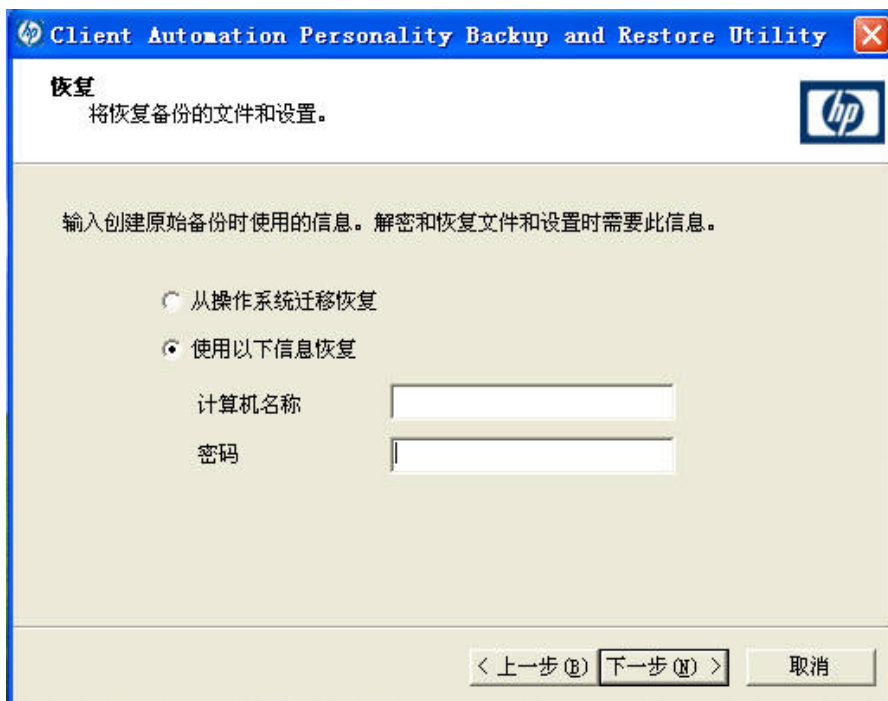 Client Automation Personality Backup and Restore Utility
恢复
将恢复备份的文件和设置。
hp
输入创建原始备份时使用的信息。解密和恢复文件和设置时需要此信息。
从操作系统迁移恢复
使用以下信息恢复
计算机名称
密码
< 上一步(B) 下一步(N) > 取消